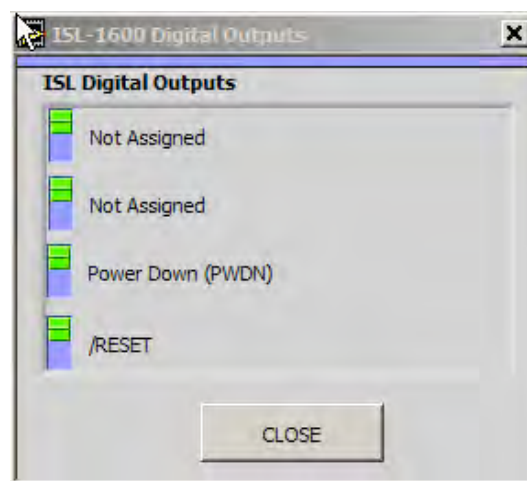 ISL-1600 Digital Outputs
ISL Digital Outputs
Not Assigned
Not Assigned
Power Down (PWDN)
/RESET
CLOSE